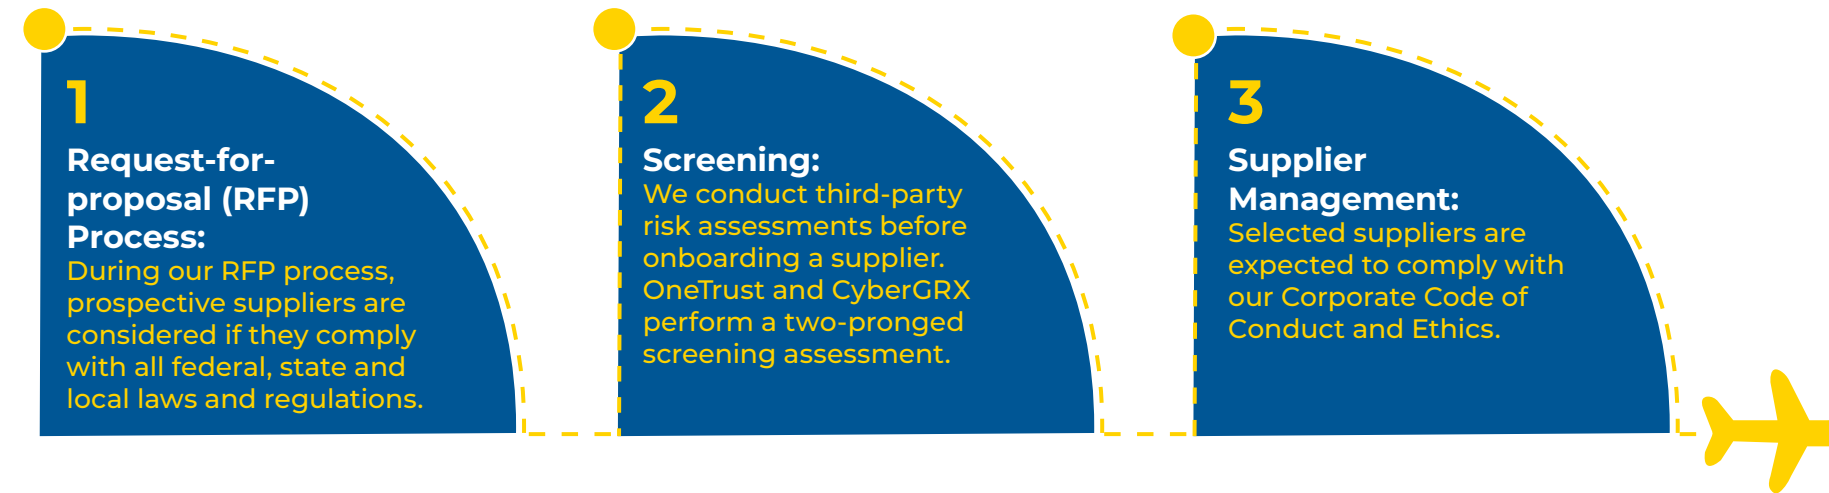 1
Request-for-
proposal (RFP)
Process:
During our RFP process,
prospective suppliers are
considered if they comply
with all federal, state and
local laws and regulations.
2
Screening:
We conduct third-party
risk assessments before
onboarding a supplier.
OneTrust and CyberGRX
perform a two-pronged
screening assessment.
3
Supplier
Management:
Selected suppliers are
expected to comply with
our Corporate Code of
Conduct and Ethics.